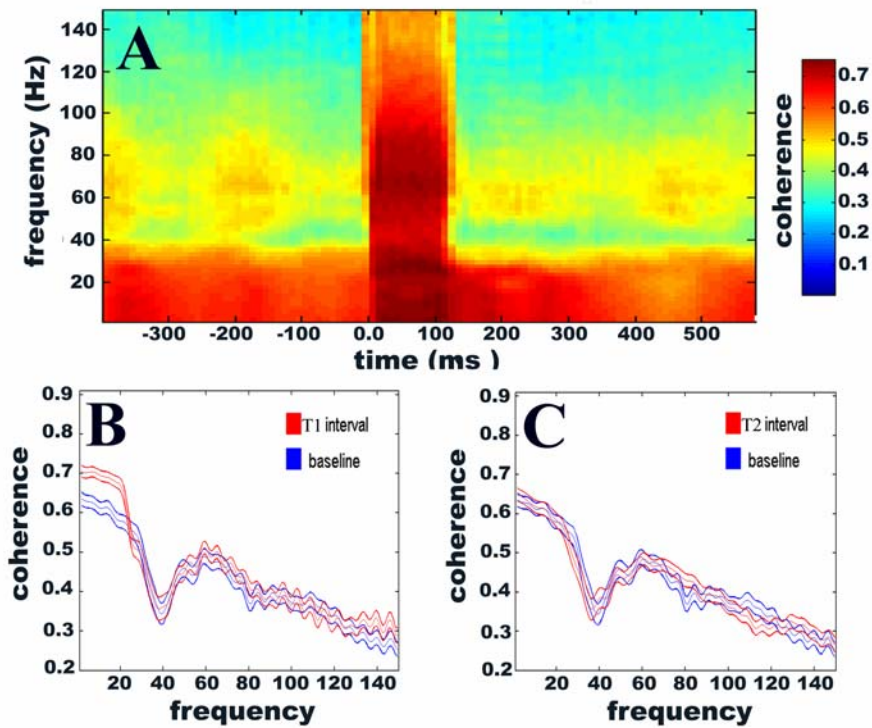 A
frequency (Hz)
140
120
100
80
60
40
20
-300 -200 -100 0.0 100 200 300 400 500
time (ms )
coherence
0.7
0.6
0.5
0.4
0.3
0.2
0.1
B
T1 interval
baseline
coherence
0.9
0.8
0.7
0.6
0.5
0.4
0.3
0.2
20 40 60 80 100 120 140
frequency
C
T2 interval
baseline
coherence
0.9
0.8
0.7
0.6
0.5
0.4
0.3
0.2
20 40 60 80 100 120 140
frequency